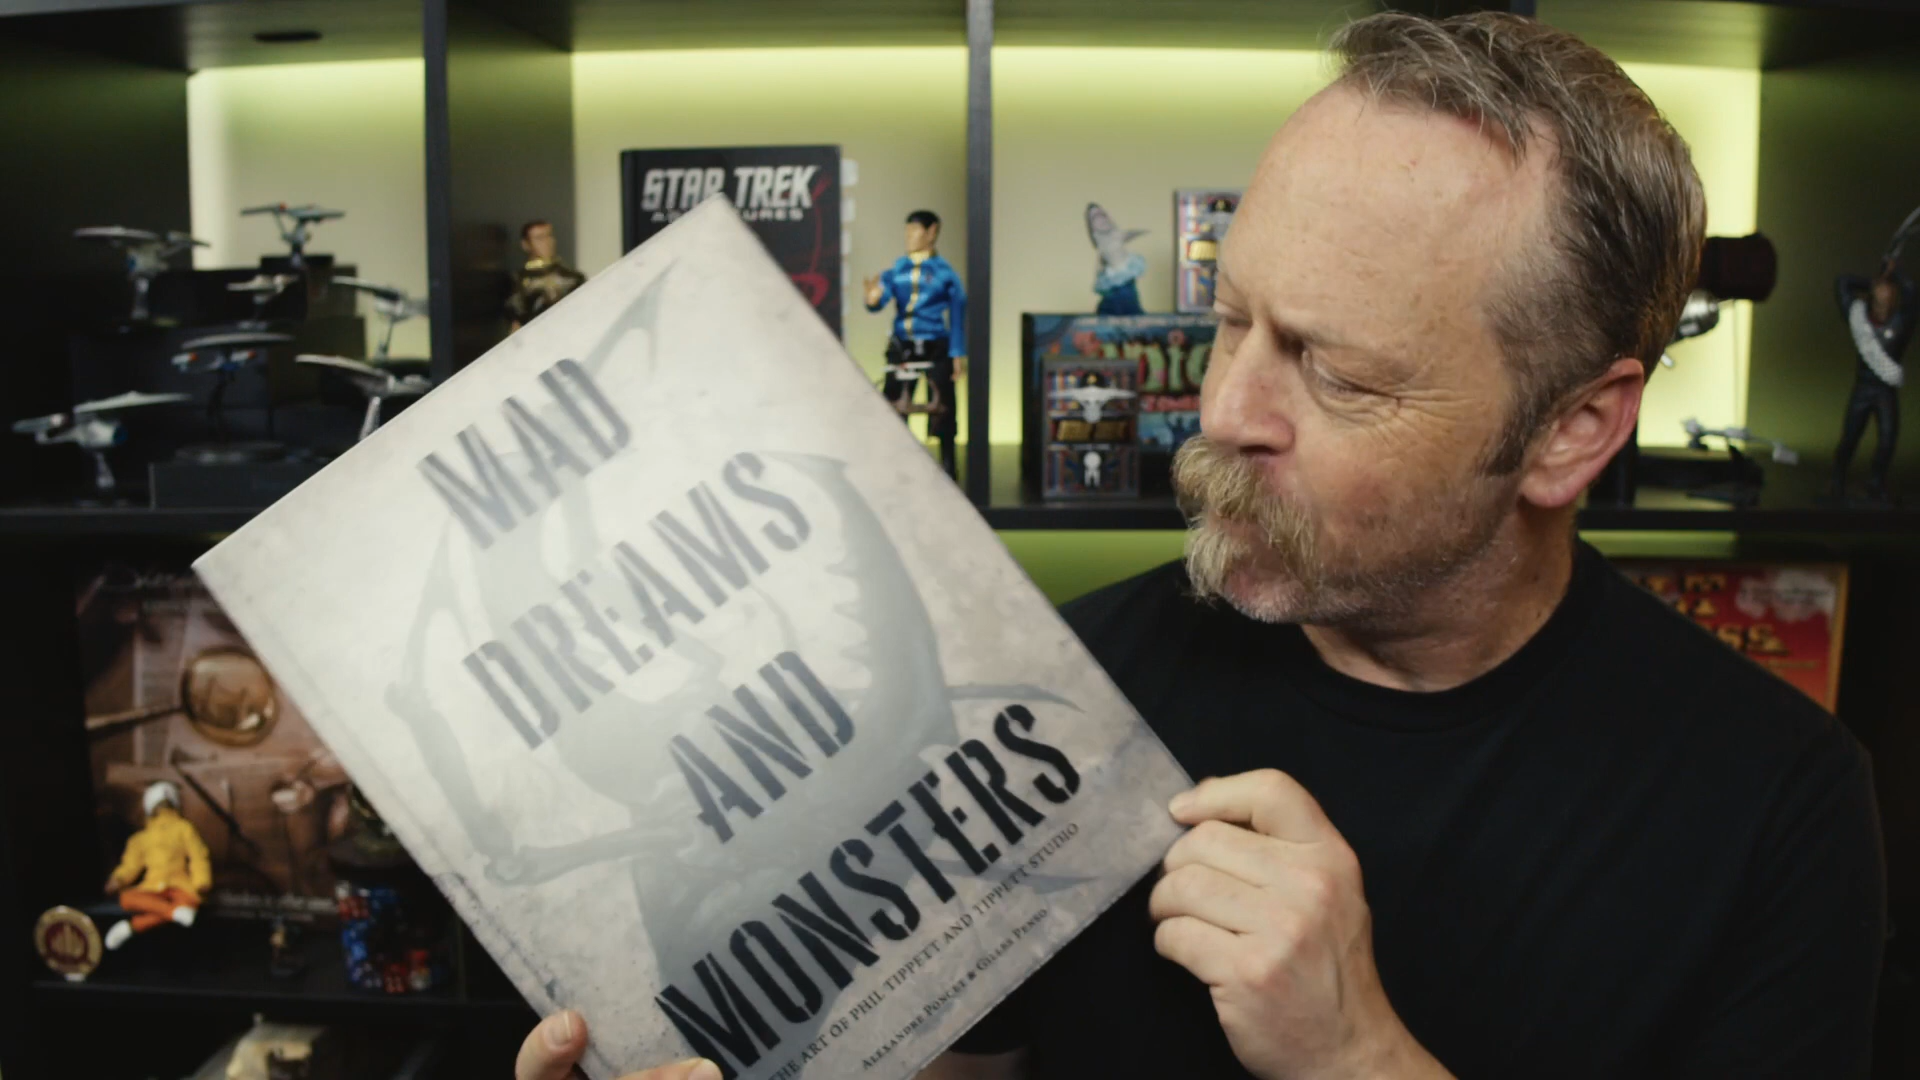 STAR TREK
MAD
DREAMS
AND
MONSTERS
THE ART OF PHIL TIPPETT AND TIPPETT STUDIO
ALEXANDRE PONCET & GILLES PENSO